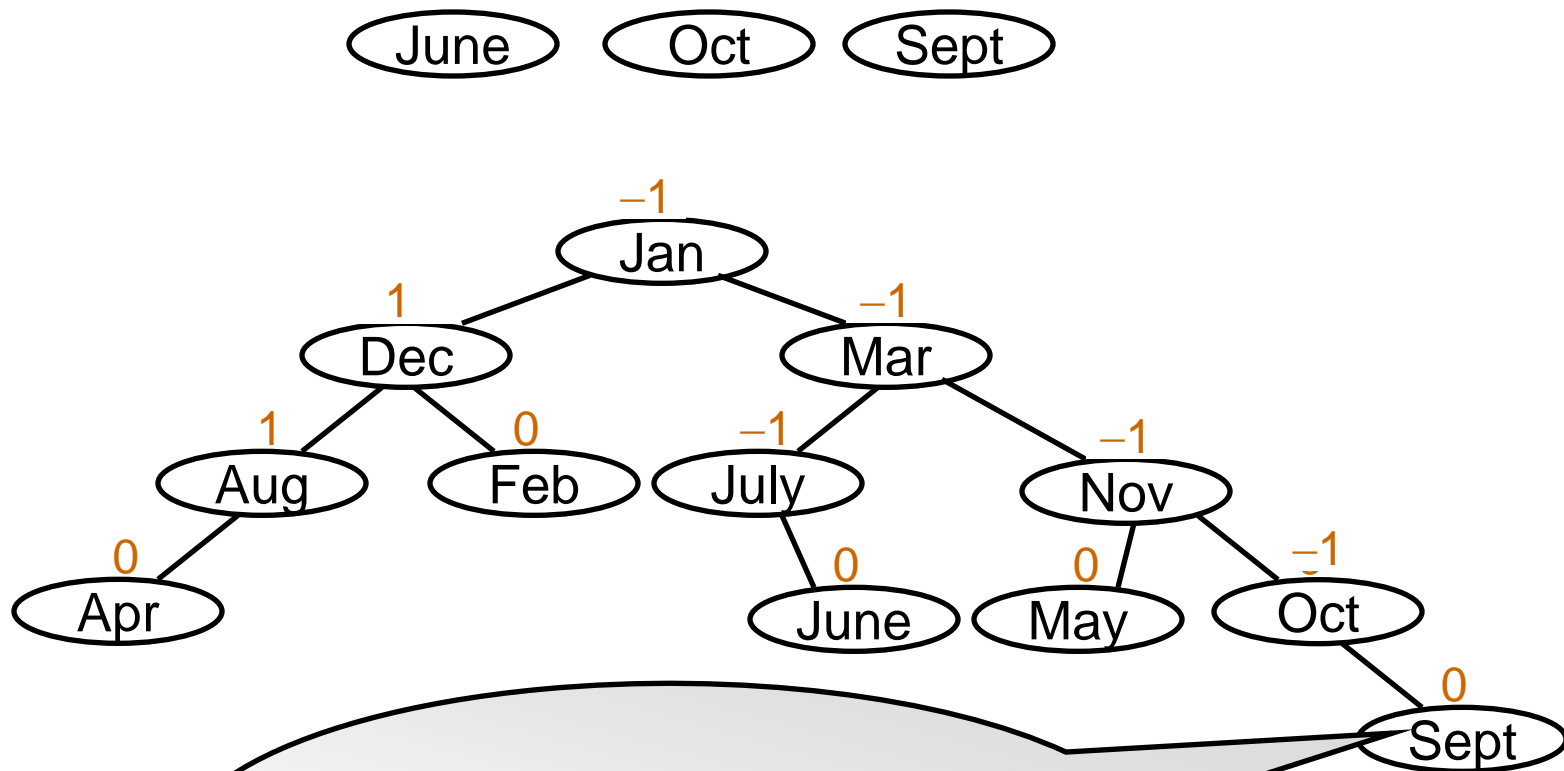 June Oct Sept
−1
Jan
1 −1
Dec Mar
1 0 −1 −1
Aug Feb July Nov
0 0 0 −1
Apr June May Oct
0
Sept